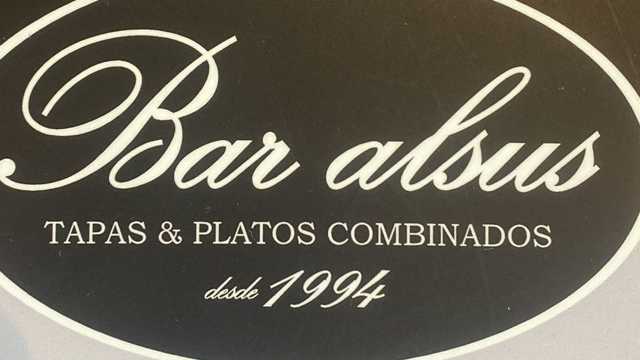 Bar alsus
TAPAS & PLATOS COMBINADOS
desde 1994